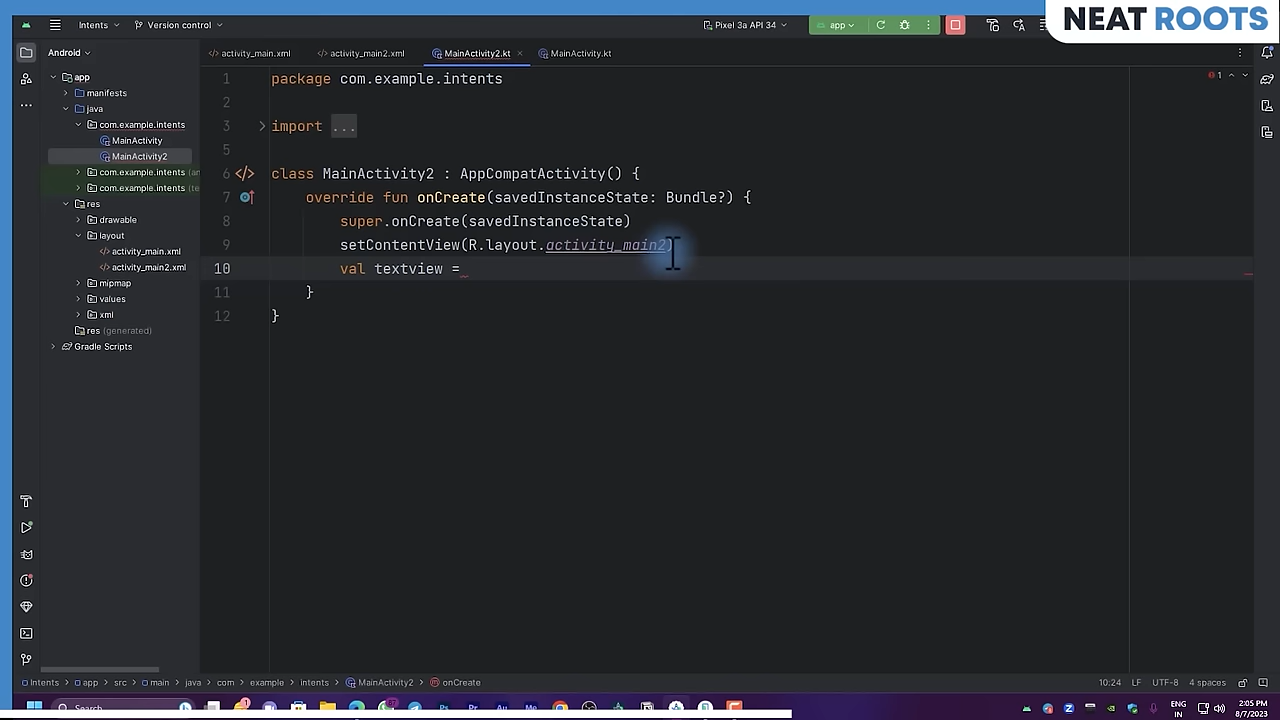 NEAT ROOTS
Intents
Version control
Pixel 3a API 34
app
Android
activity_main.xml
activity_main2.xml
MainActivity2.kt
MainActivity.kt
app
manifests
java
com.example.intents
MainActivity
MainActivity2
com.example.intents (an
com.example.intents (te
res
drawable
layout
activity_main.xml
activity_main2.xml
mipmap
values
xml
res (generated)
Gradle Scripts
1 package com.example.intents
2
3 import ...
5
6 class MainActivity2 : AppCompatActivity() {
7 override fun onCreate(savedInstanceState: Bundle?) {
8 super.onCreate(savedInstanceState)
9 setContentView(R.layout.activity_main2)
10 val textview =
11 }
12 }
1
Intents > app > src > main > java > com > example > intents > MainActivity2 > onCreate
10:24 LF UTF-8 4 spaces
Search
ENG
IN
2:05 PM
8/7/2023